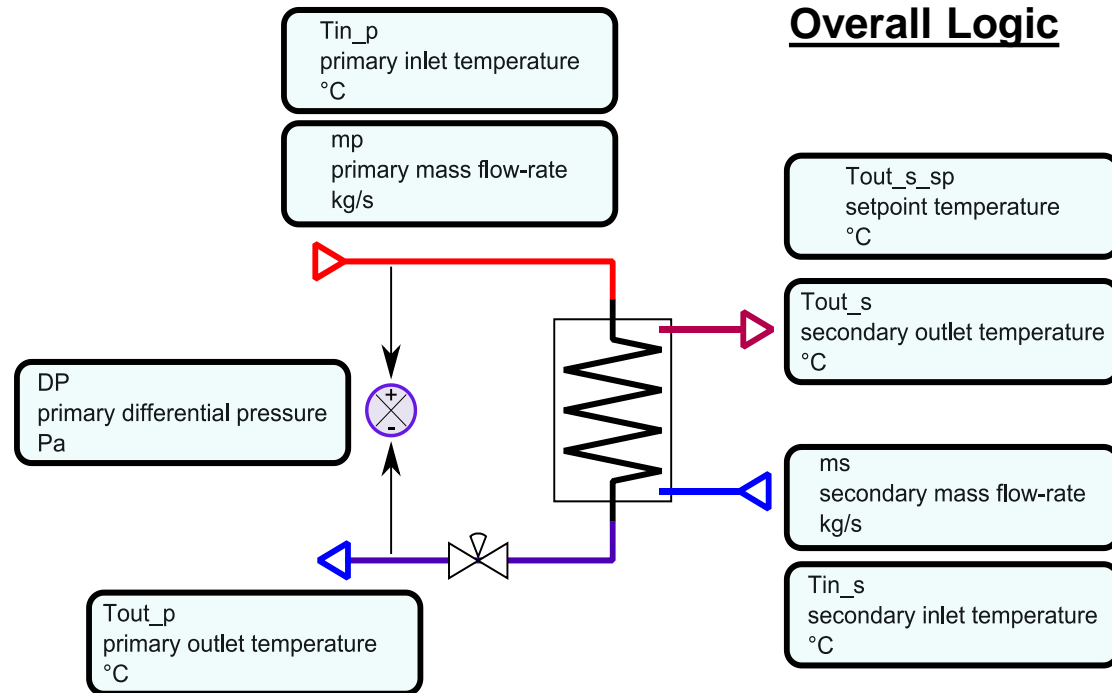 Overall Logic
Tin_p
primary inlet temperature
°C
mp
primary mass flow-rate
kg/s
Tout_s_sp
setpoint temperature
°C
Tout_s
secondary outlet temperature
°C
DP
primary differential pressure
Pa
+
-
ms
secondary mass flow-rate
kg/s
Tin_s
secondary inlet temperature
°C
Tout_p
primary outlet temperature
°C